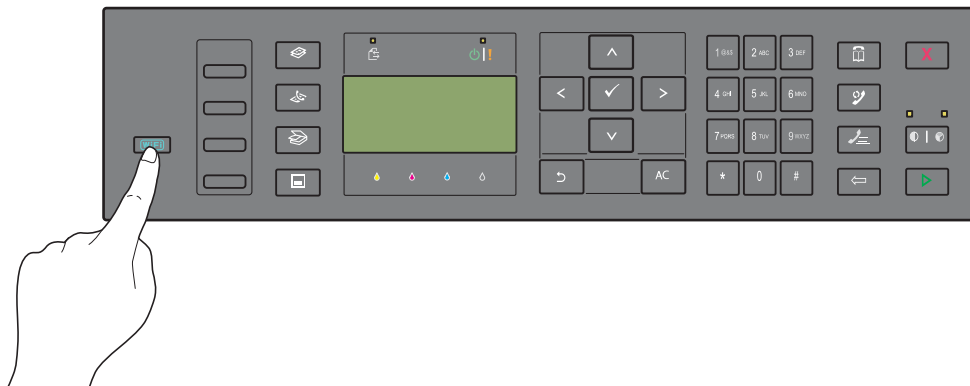 (WiFi)
1 @!.
2 ABC
3 DEF
4 GHI
5 JKL
6 MNO
7 PQRS
8 TUV
9 WXYZ
* 0 #
AC
X